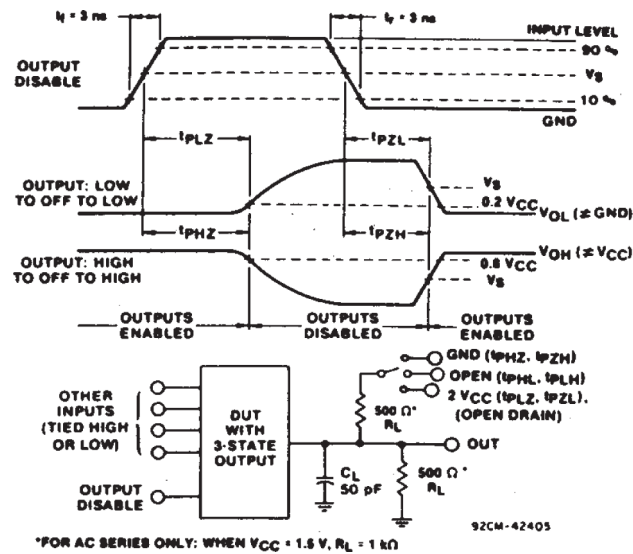 tr = 3 ns
tf = 3 ns
INPUT LEVEL
90 %
OUTPUT
DISABLE
VS
10 %
GND
tPLZ
tPZL
OUTPUT: LOW
TO OFF TO LOW
VS
0.2 VCC
VOL (≠ GND)
tPHZ
tPZH
OUTPUT: HIGH
TO OFF TO HIGH
VOH (≠ VCC)
0.8 VCC
VS
OUTPUTS
ENABLED
OUTPUTS
DISABLED
OUTPUTS
ENABLED
OTHER
INPUTS
(TIED HIGH
OR LOW)
OUTPUT
DISABLE
DUT
WITH
3-STATE
OUTPUT
GND (tPHZ, tPZH)
OPEN (tPHL, tPLH)
2 VCC (tPLZ, tPZL),
(OPEN DRAIN)
500 Ω*
RL
OUT
CL
50 pF
500 Ω*
RL
92CM-42405
*FOR AC SERIES ONLY: WHEN VCC = 1.5 V, RL = 1 kΩ